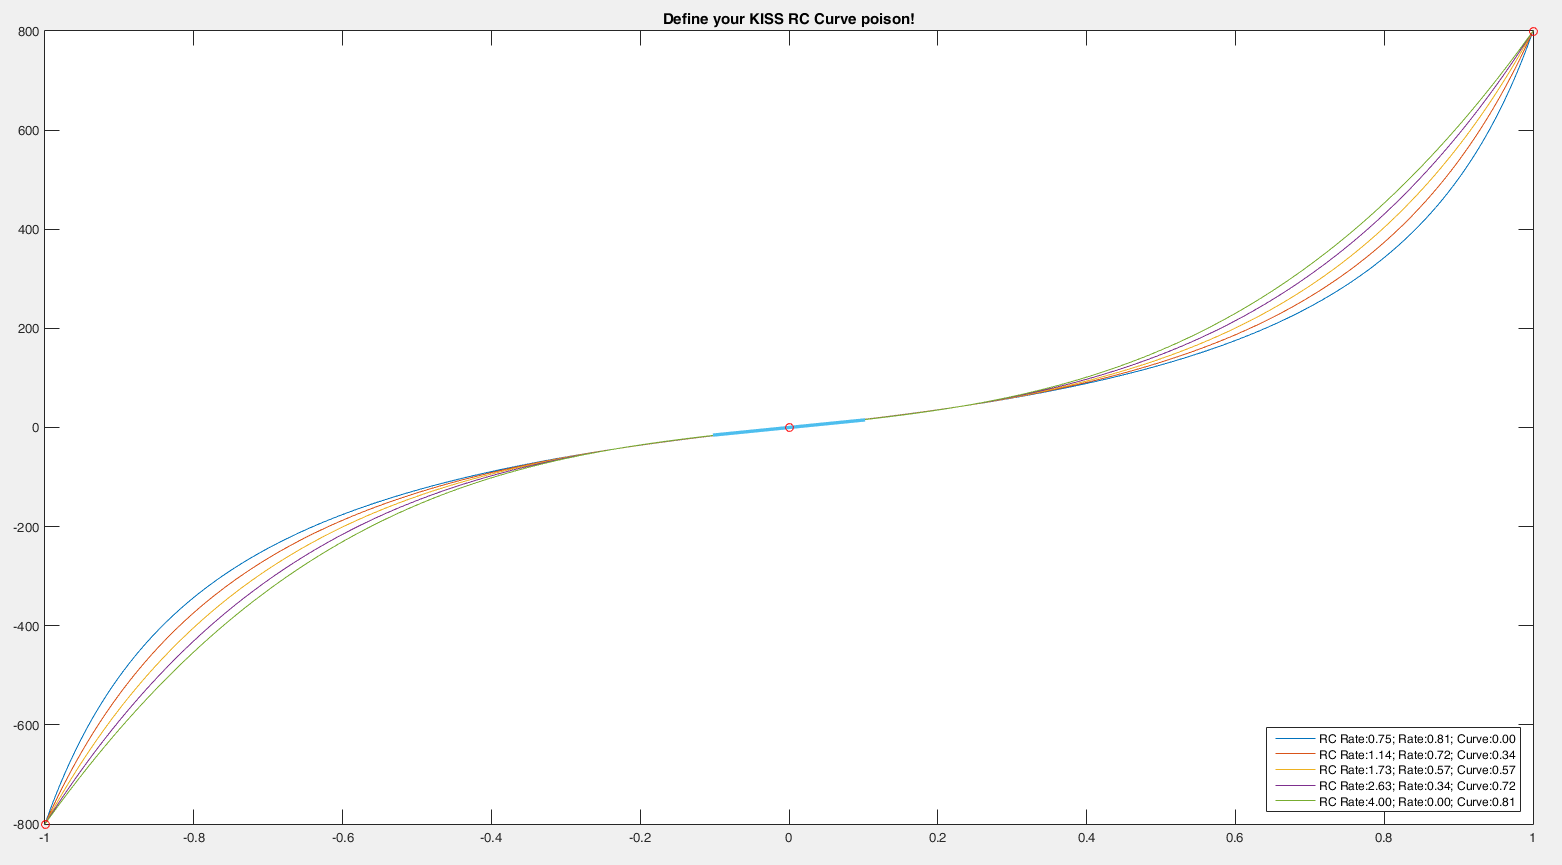 Define your KISS RC Curve poison!
800
600
400
200
0
-200
-400
-600
-800
-1 -0.8 -0.6 -0.4 -0.2 0 0.2 0.4 0.6 0.8 1
RC Rate:0.75; Rate:0.81; Curve:0.00
RC Rate:1.14; Rate:0.72; Curve:0.34
RC Rate:1.73; Rate:0.57; Curve:0.57
RC Rate:2.63; Rate:0.34; Curve:0.72
RC Rate:4.00; Rate:0.00; Curve:0.81